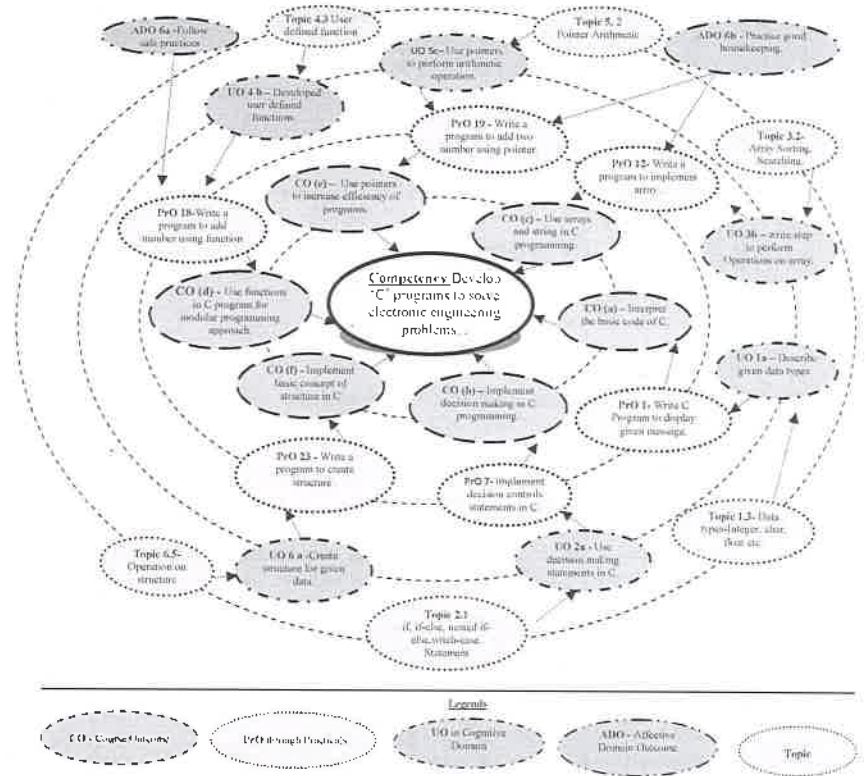 ADO 6a -Follow
safe practices
Topic 4.3 User
defined function
UO 5c– Use pointers
to perform arithmetic
operation.
Topic 5, 2
Pointer Arithmetic
ADO 6b - Practice good
housekeeping.
UO 4 b – Developed
user defined
functions.
PrO 19 - Write a
program to add two
number using pointer.
PrO 12- Write a
program to implement
array.
Topic 3.2-
Array Sorting,
Searching.
PrO 18-Write a
program to add
number using function
CO (e) – Use pointers
to increase efficiency of
programs.
CO (c) – Use arrays
and string in C
programming.
UO 3b – write step
to perform
Operations on array.
CO (d) - Use functions
in C program for
modular programming
approach.
Competency Develop
"C" programs to solve
electronic engineering
problems.
CO (a) – Interpret
the basic code of C.
CO (f) - Implement
basic concept of
structure in C
CO (b) – Implement
decision making in C
programming.
UO 1a – Describe
given data types.
PrO 1- Write C
Program to display
given message.
PrO 23 - Write a
program to create
structure
PrO 7- Implement
decision controls
statements in C.
Topic 1.3- Data
types-Integer, char,
float etc
Topic 6.5-
Operation on
structure
UO 6 a -Create
structure for given
data.
UO 2a - Use
decision making
statements in C.
Topic 2.1
if, if-else, nested if-
else,witch-case.
Statement
Legends
CO - Course Outcome
PrO through Practicals
UO in Cognitive
Domain
ADO - Affective
Domain Outcome
Topic